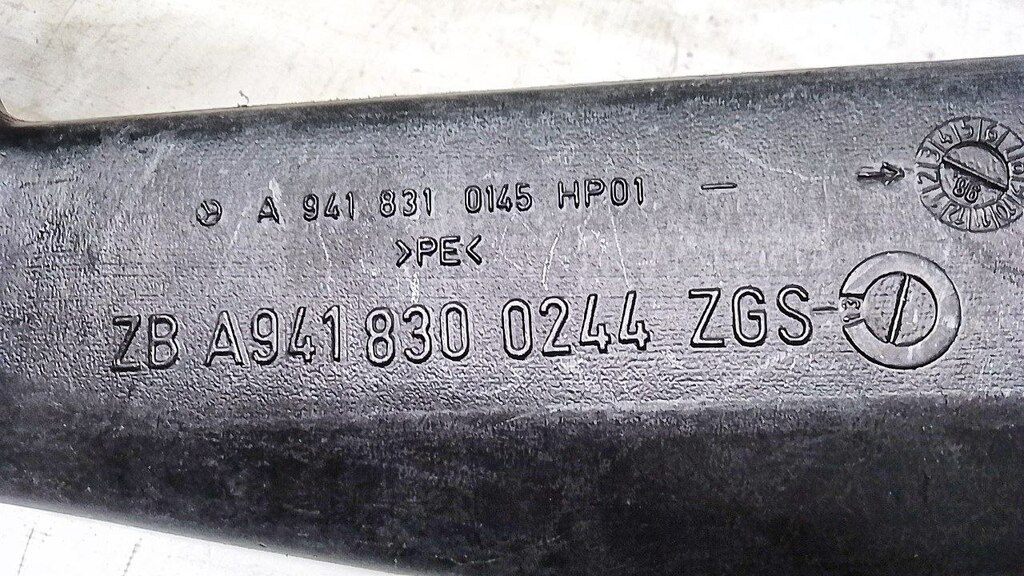 A 941 831 0145 HP01 –
>PE<
ZB A941 830 0244 ZGS-